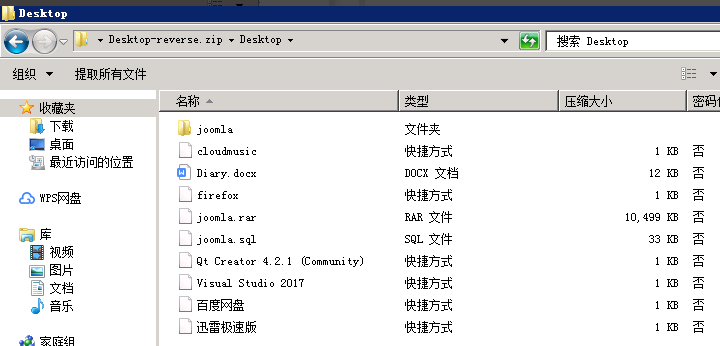 Desktop
Desktop-reverse.zip Desktop 搜索 Desktop
组织 提取所有文件
收藏夹
下载
桌面
最近访问的位置
WPS网盘
库
视频
图片
文档
音乐
家庭组
名称 类型 压缩大小
joomla 文件夹
cloudmusic 快捷方式 1 KB 否
Diary.docx DOCX 文档 12 KB 否
firefox 快捷方式 1 KB 否
joomla.rar RAR 文件 10,499 KB 否
joomla.sql SQL 文件 33 KB 否
Qt Creator 4.2.1 (Community) 快捷方式 1 KB 否
Visual Studio 2017 快捷方式 1 KB 否
百度网盘 快捷方式 1 KB 否
迅雷极速版 快捷方式 1 KB 否